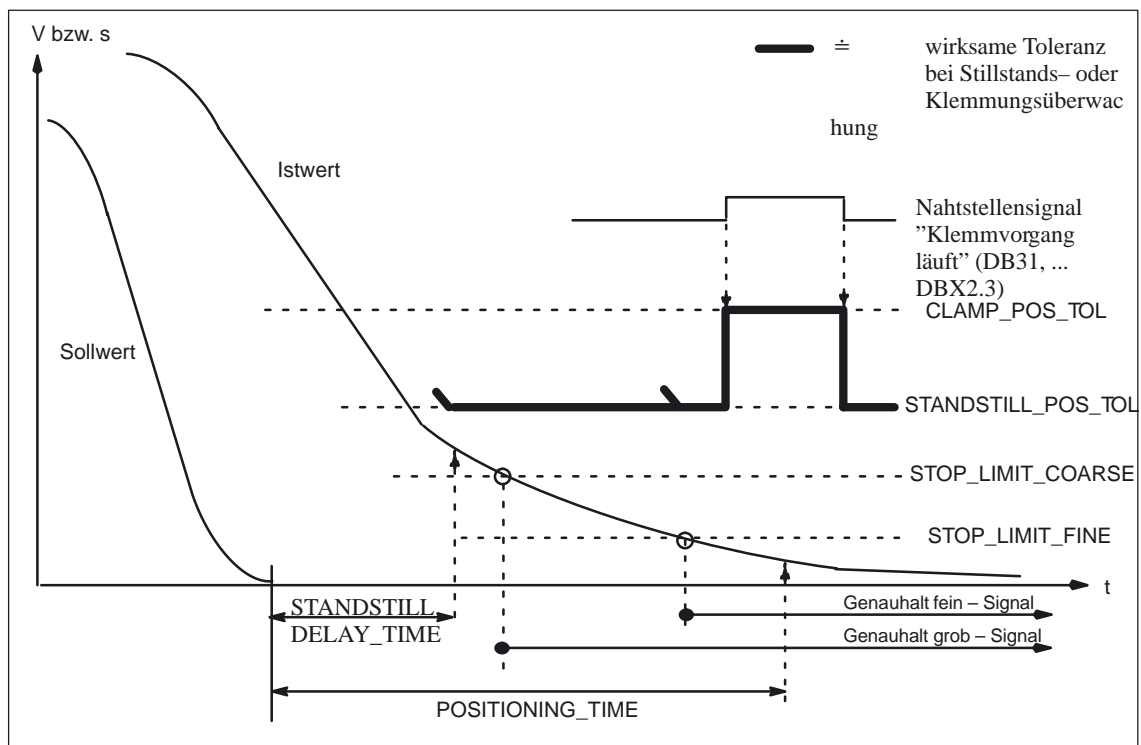 V bzw. s
≐ wirksame Toleranz
bei Stillstands– oder
Klemmungsüberwac
hung
Istwert
Nahtstellensignal
”Klemmvorgang
läuft” (DB31, ...
DBX2.3)
CLAMP_POS_TOL
Sollwert
STANDSTILL_POS_TOL
STOP_LIMIT_COARSE
STOP_LIMIT_FINE
t
STANDSTILL
DELAY_TIME
Genauhalt fein – Signal
Genauhalt grob – Signal
POSITIONING_TIME